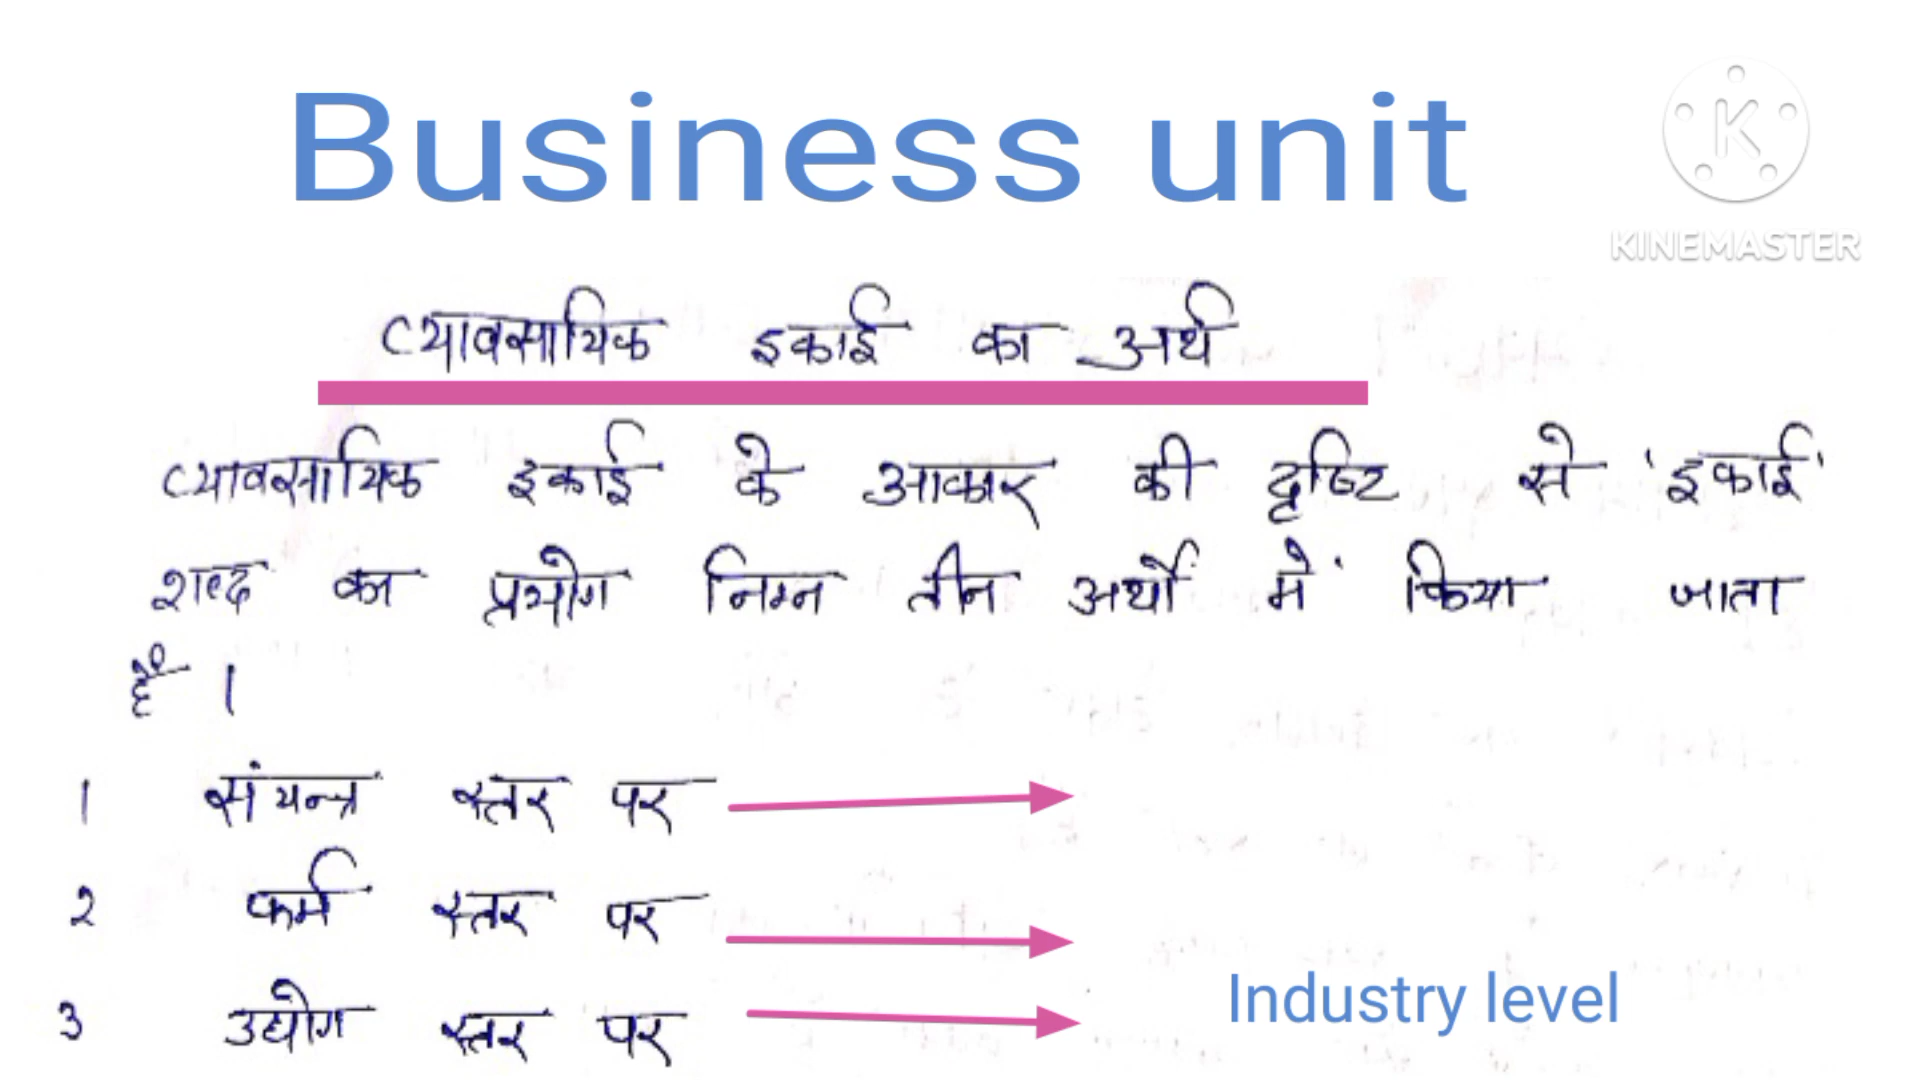 Business unit
K
KINEMASTER
व्यावसायिक इकाई का अर्थ
व्यावसायिक इकाई के आकार की दृष्टि से 'इकाई'
शब्द का प्रयोग निम्न तीन अर्थों में किया जाता
है ।
1 संयन्त्र स्तर पर
2 फर्म स्तर पर
3 उद्योग स्तर पर Industry level